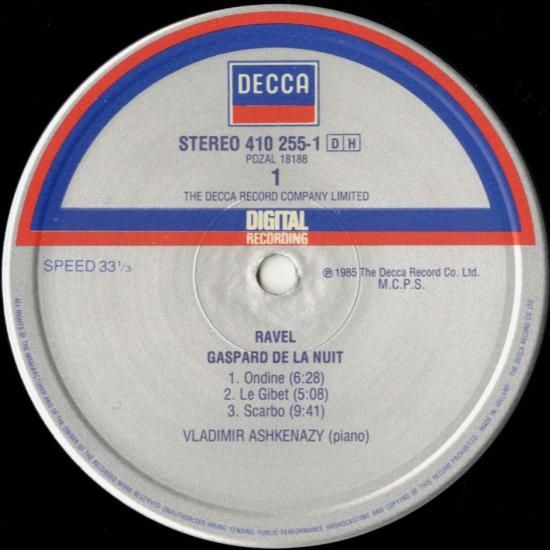 DECCA
STEREO 410 255-1 DH
PDZAL 18188
1
THE DECCA RECORD COMPANY LIMITED
DIGITAL
RECORDING
SPEED 33 1/3
℗ 1985 The Decca Record Co. Ltd.
M.C.P.S.
RAVEL
GASPARD DE LA NUIT
1. Ondine (6:28)
2. Le Gibet (5:08)
3. Scarbo (9:41)
VLADIMIR ASHKENAZY (piano)
ALL RIGHTS OF THE MANUFACTURER AND OF THE OWNER OF THE RECORDED WORK RESERVED. UNAUTHORISED HIRING, LENDING, PUBLIC PERFORMANCE, BROADCASTING AND COPYING OF THIS RECORD PROHIBITED. MADE IN HOLLAND. THE DECCA RECORD CO LTD